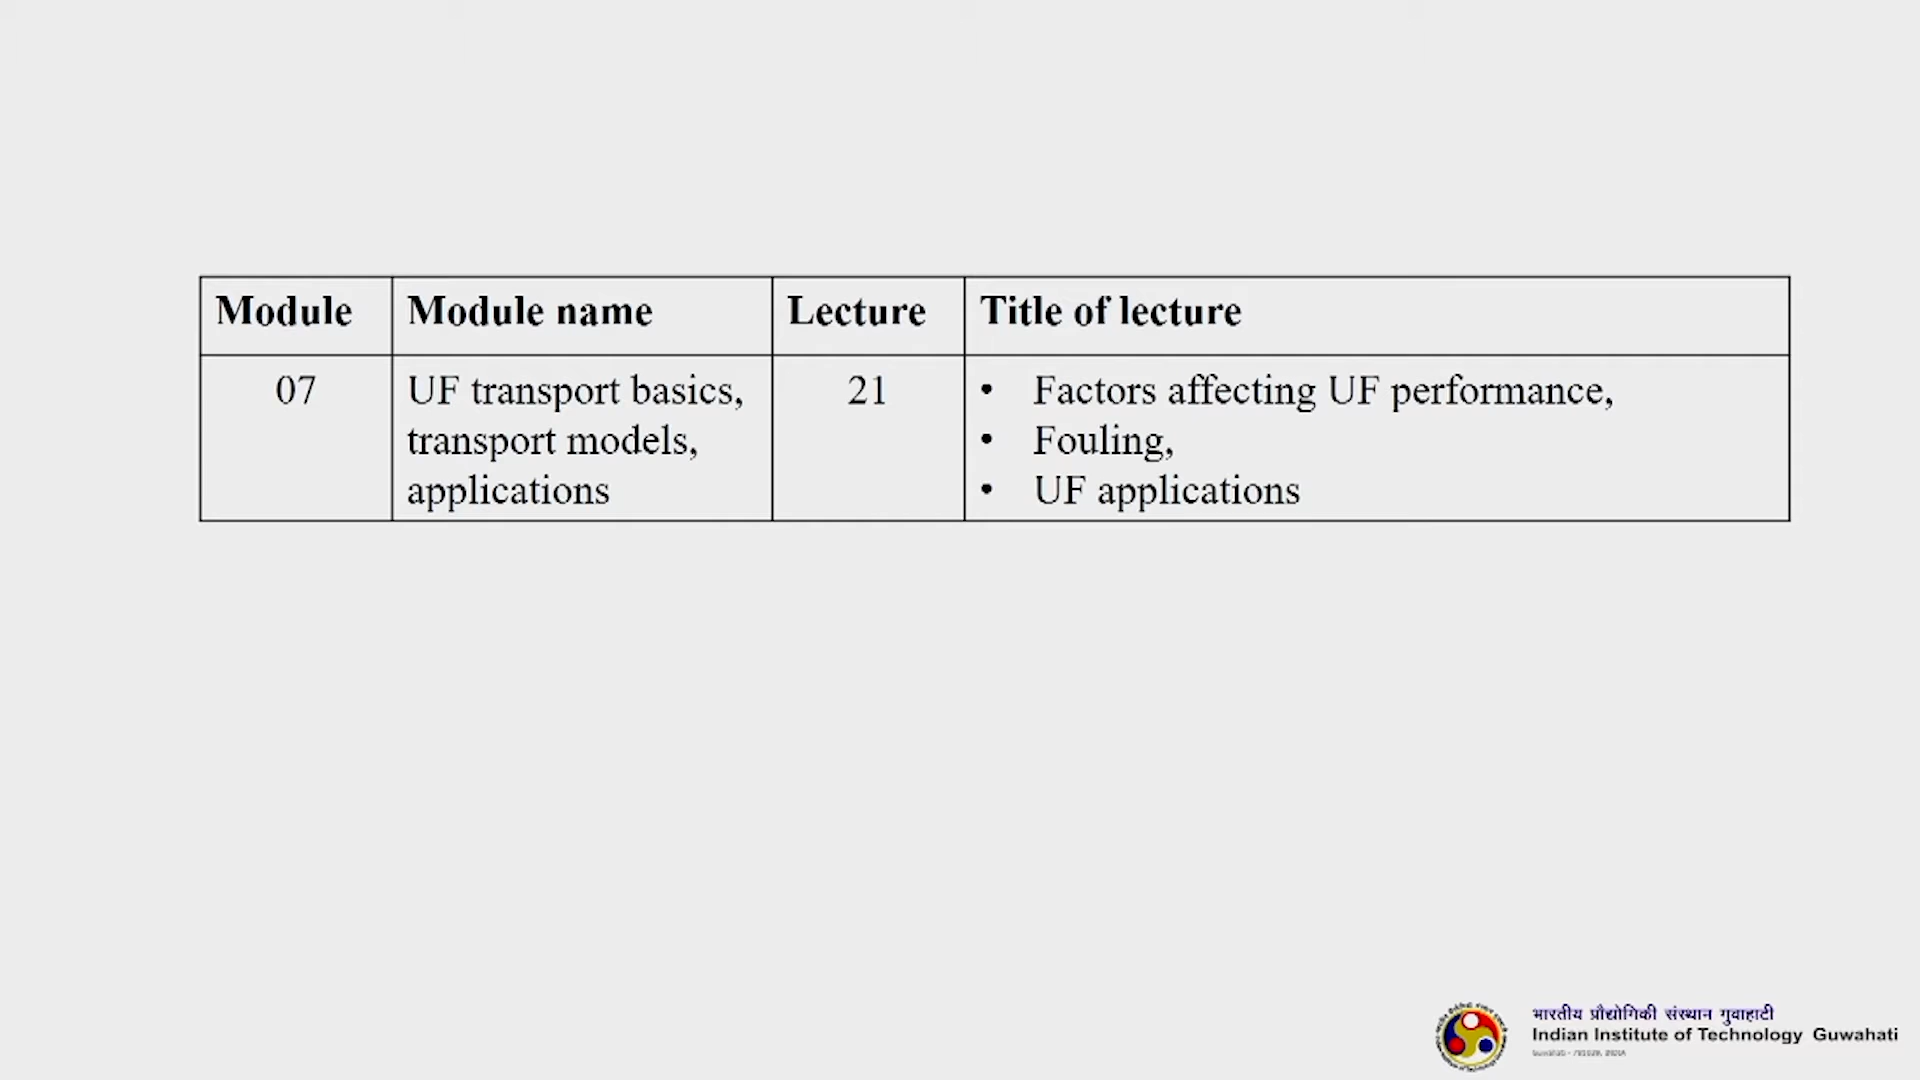 Module Module name Lecture Title of lecture
07 UF transport basics, 21 • Factors affecting UF performance,
transport models, • Fouling,
applications • UF applications
भारतीय प्रौद्योगिकी संस्थान गुवाहाटी
Indian Institute of Technology Guwahati